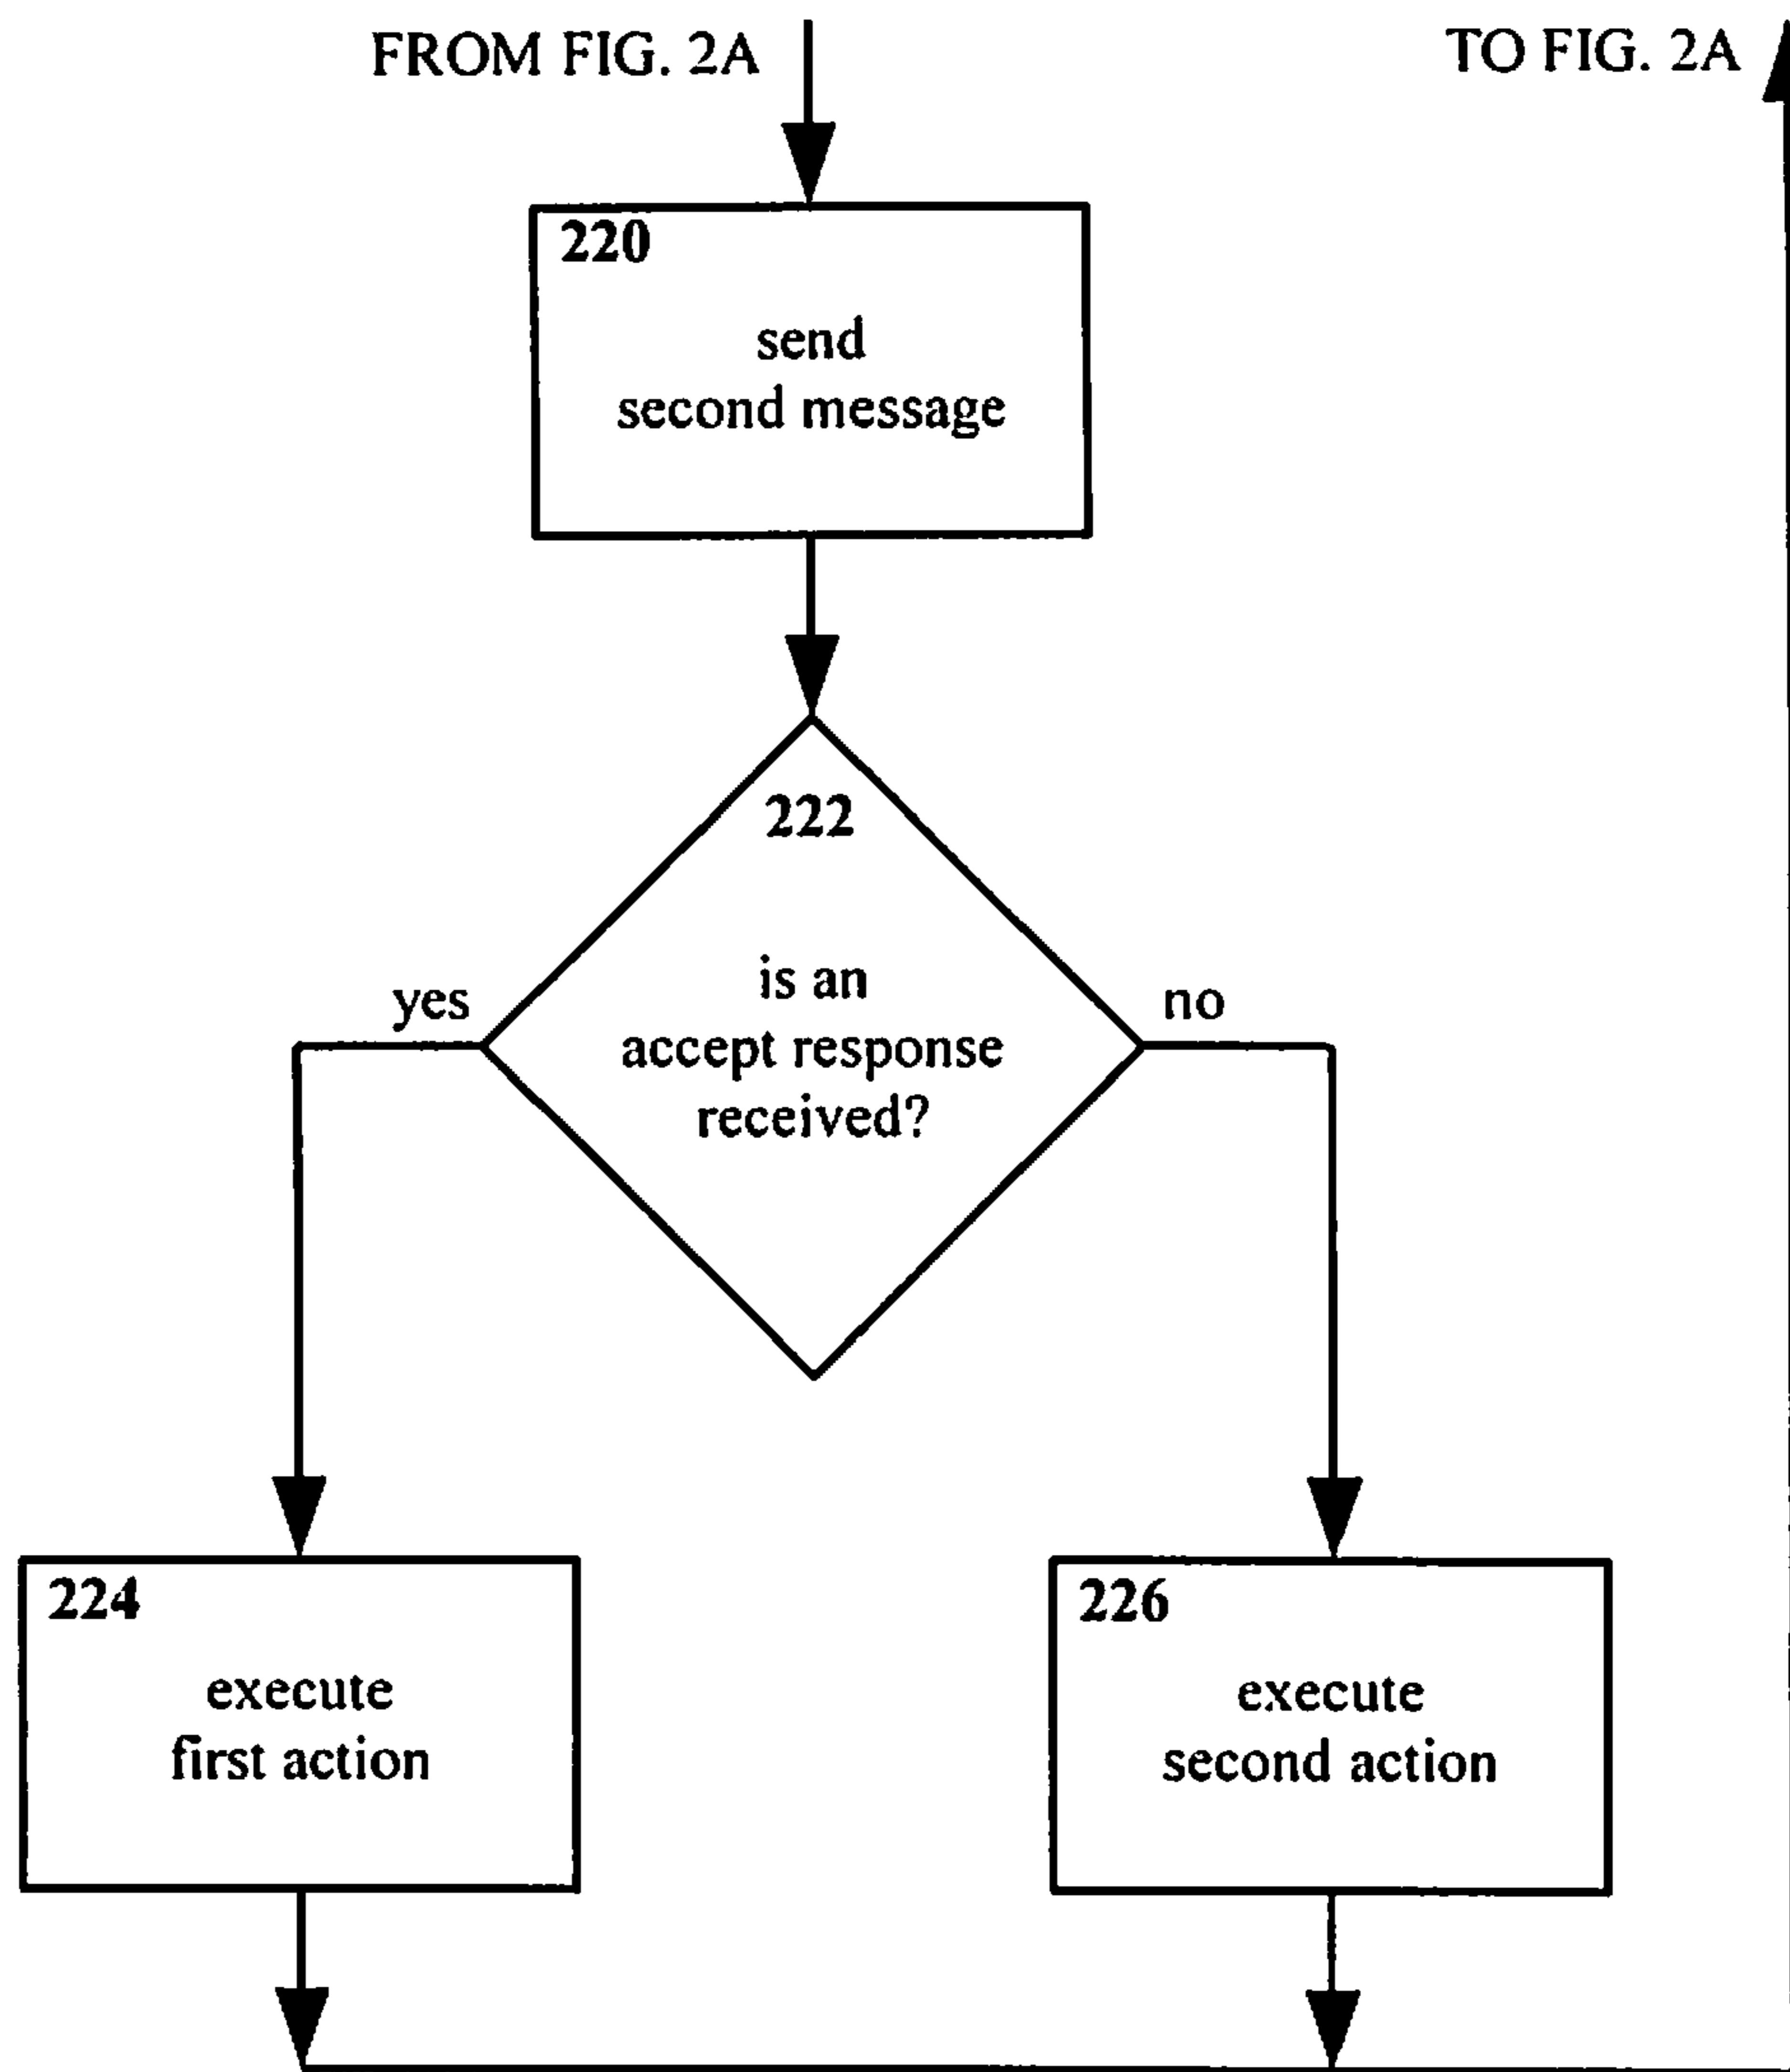 FROM FIG. 2A
TO FIG. 2A
220
send
second message
222
is an
accept response
received?
yes
no
224
execute
first action
226
execute
second action